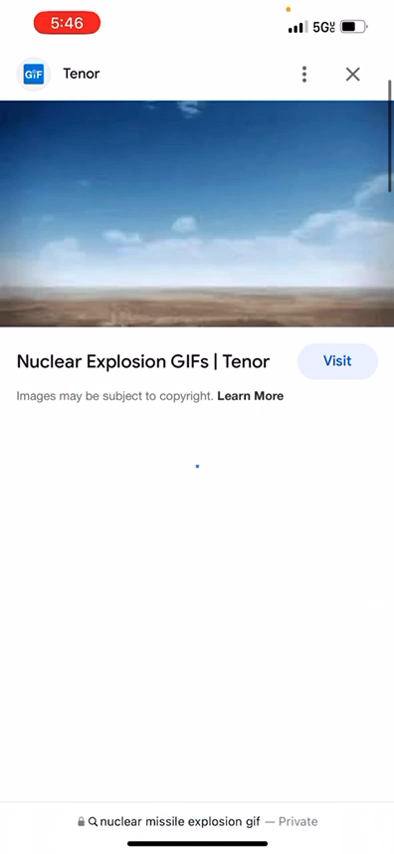 5:46
5G
GIF
Tenor
Nuclear Explosion GIFs | Tenor
Visit
Images may be subject to copyright. Learn More
nuclear missile explosion gif — Private